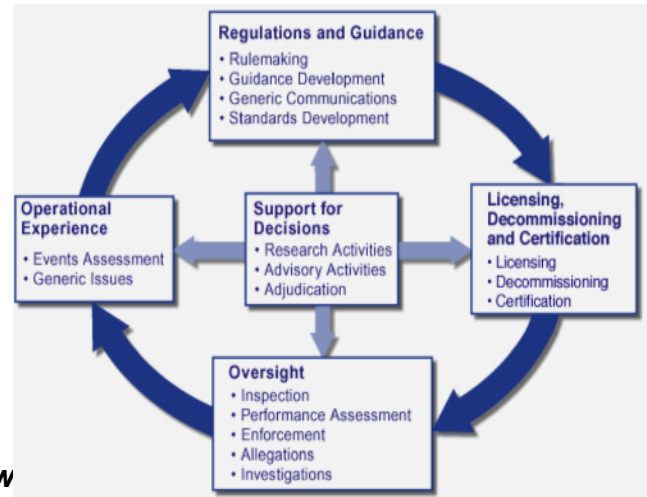 Regulations and Guidance
• Rulemaking
• Guidance Development
• Generic Communications
• Standards Development
Operational
Experience
• Events Assessment
• Generic Issues
Support for
Decisions
• Research Activities
• Advisory Activities
• Adjudication
Licensing,
Decommissioning
and Certification
• Licensing
• Decommissioning
• Certification
Oversight
• Inspection
• Performance Assessment
• Enforcement
• Allegations
• Investigations
w